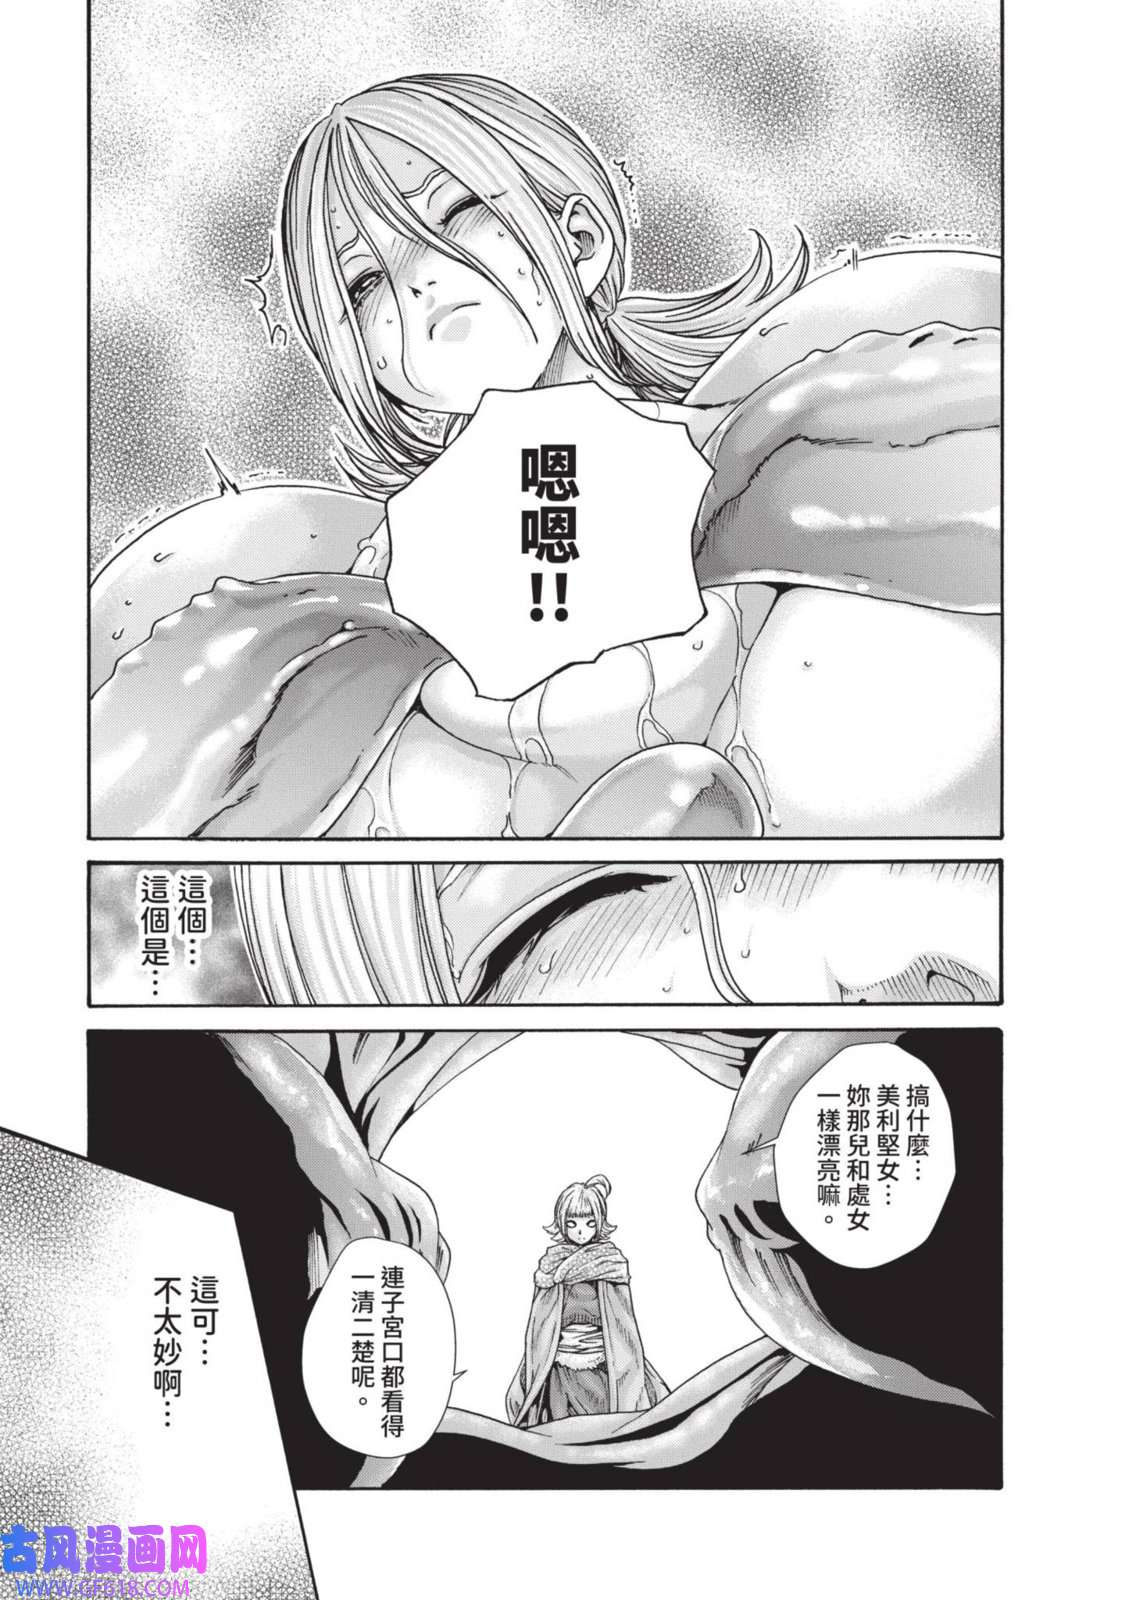 嗯嗯!!
這個…
這個是…
搞什麼…
美利堅女…
妳那兒和處女
一樣漂亮嘛。
連子宮口都看得
一清二楚呢。
這可…
不太妙啊…
古风漫画网
WWW.GF618.COM